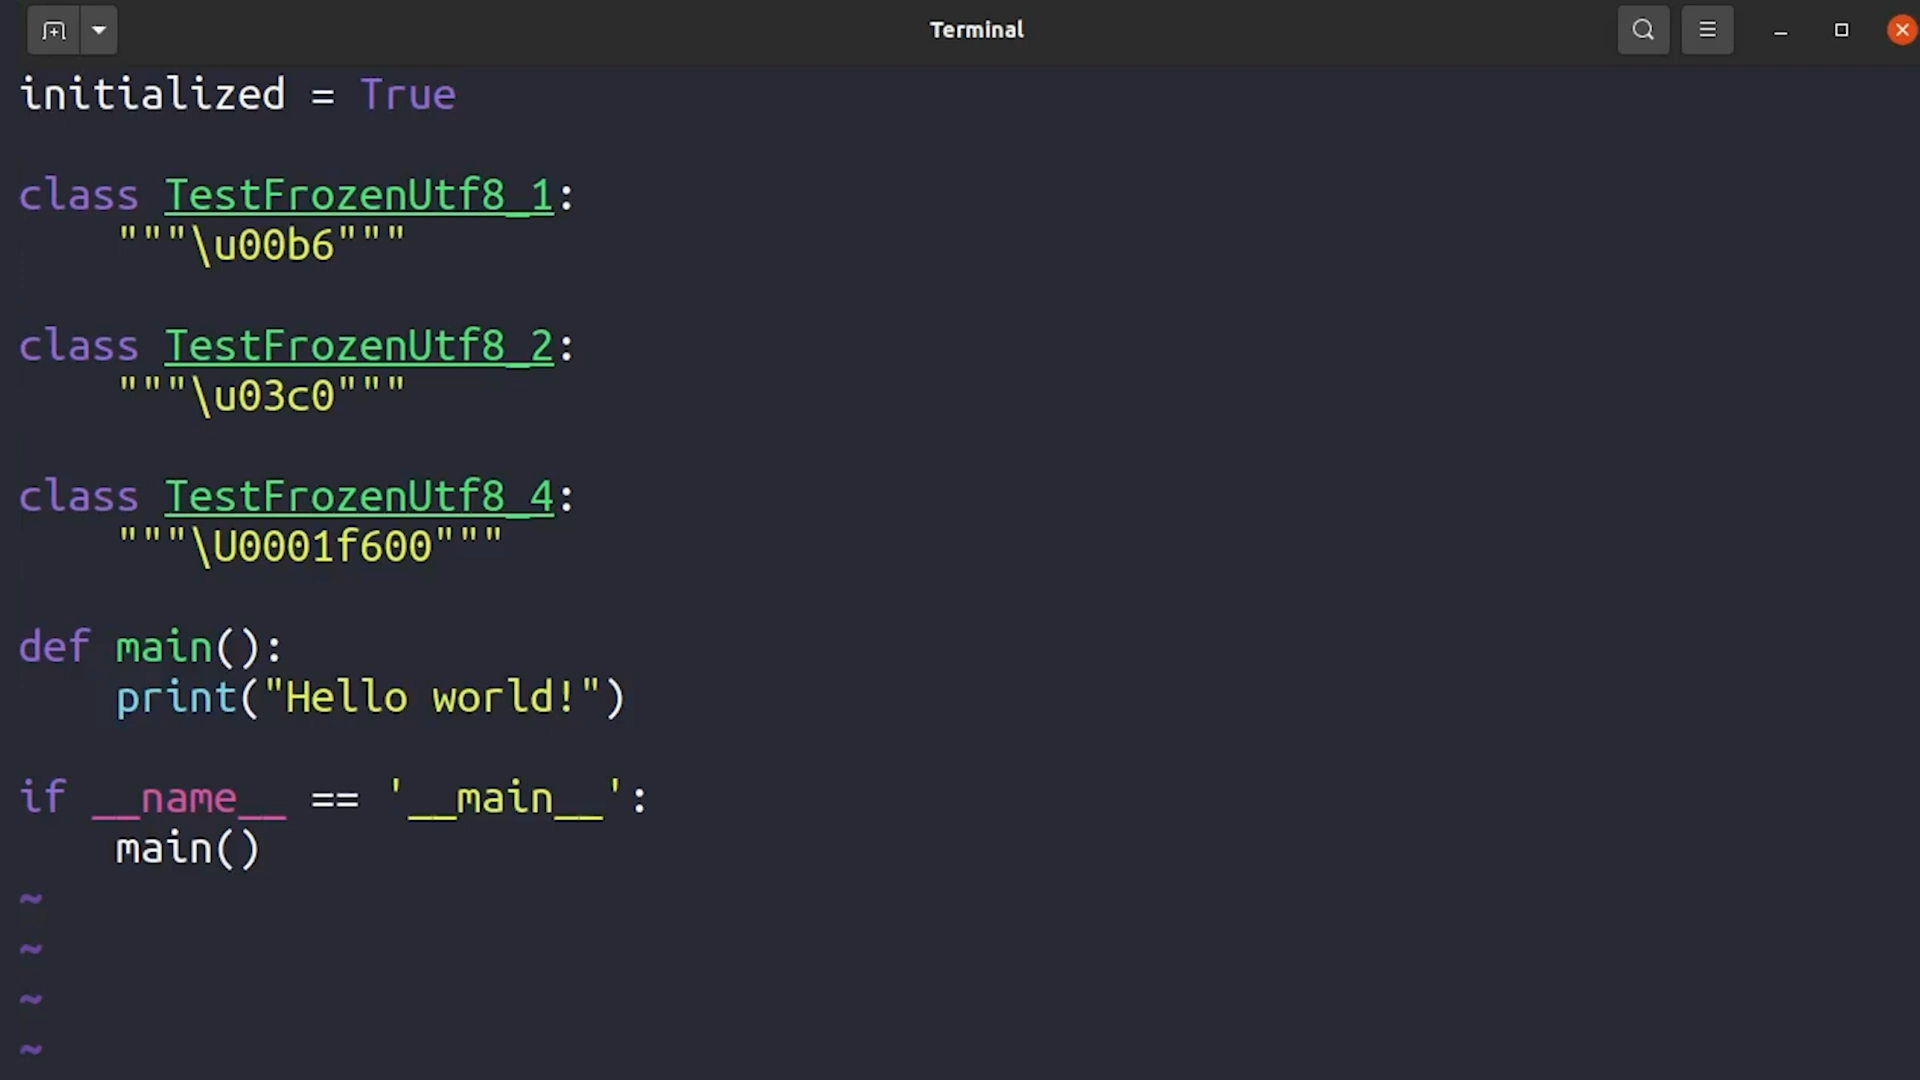 Terminal
initialized = True
class TestFrozenUtf8_1:
    """\u00b6"""
class TestFrozenUtf8_2:
    """\u03c0"""
class TestFrozenUtf8_4:
    """\U0001f600"""
def main():
    print("Hello world!")
if __name__ == '__main__':
    main()
~
~
~
~